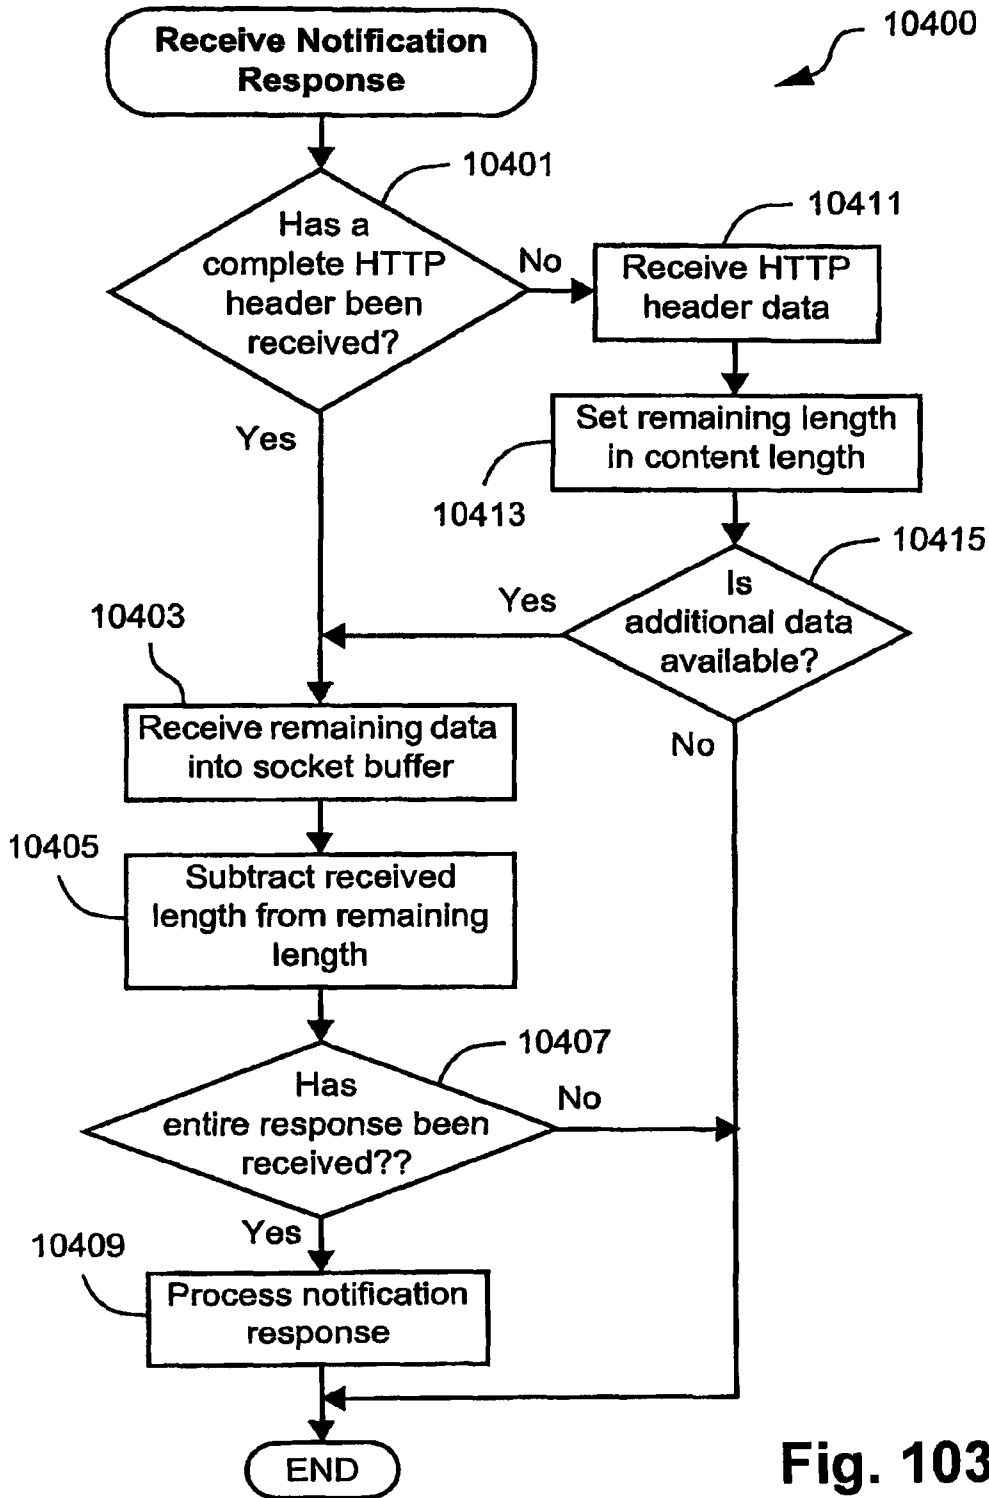 Receive Notification
Response
10400
10401
Has a
complete HTTP
header been
received?
No
10411
Receive HTTP
header data
Yes
Set remaining length
in content length
10413
10415
Is
additional data
available?
Yes
No
10403
Receive remaining data
into socket buffer
10405
Subtract received
length from remaining
length
10407
Has
entire response been
received??
No
Yes
10409
Process notification
response
END
Fig. 103